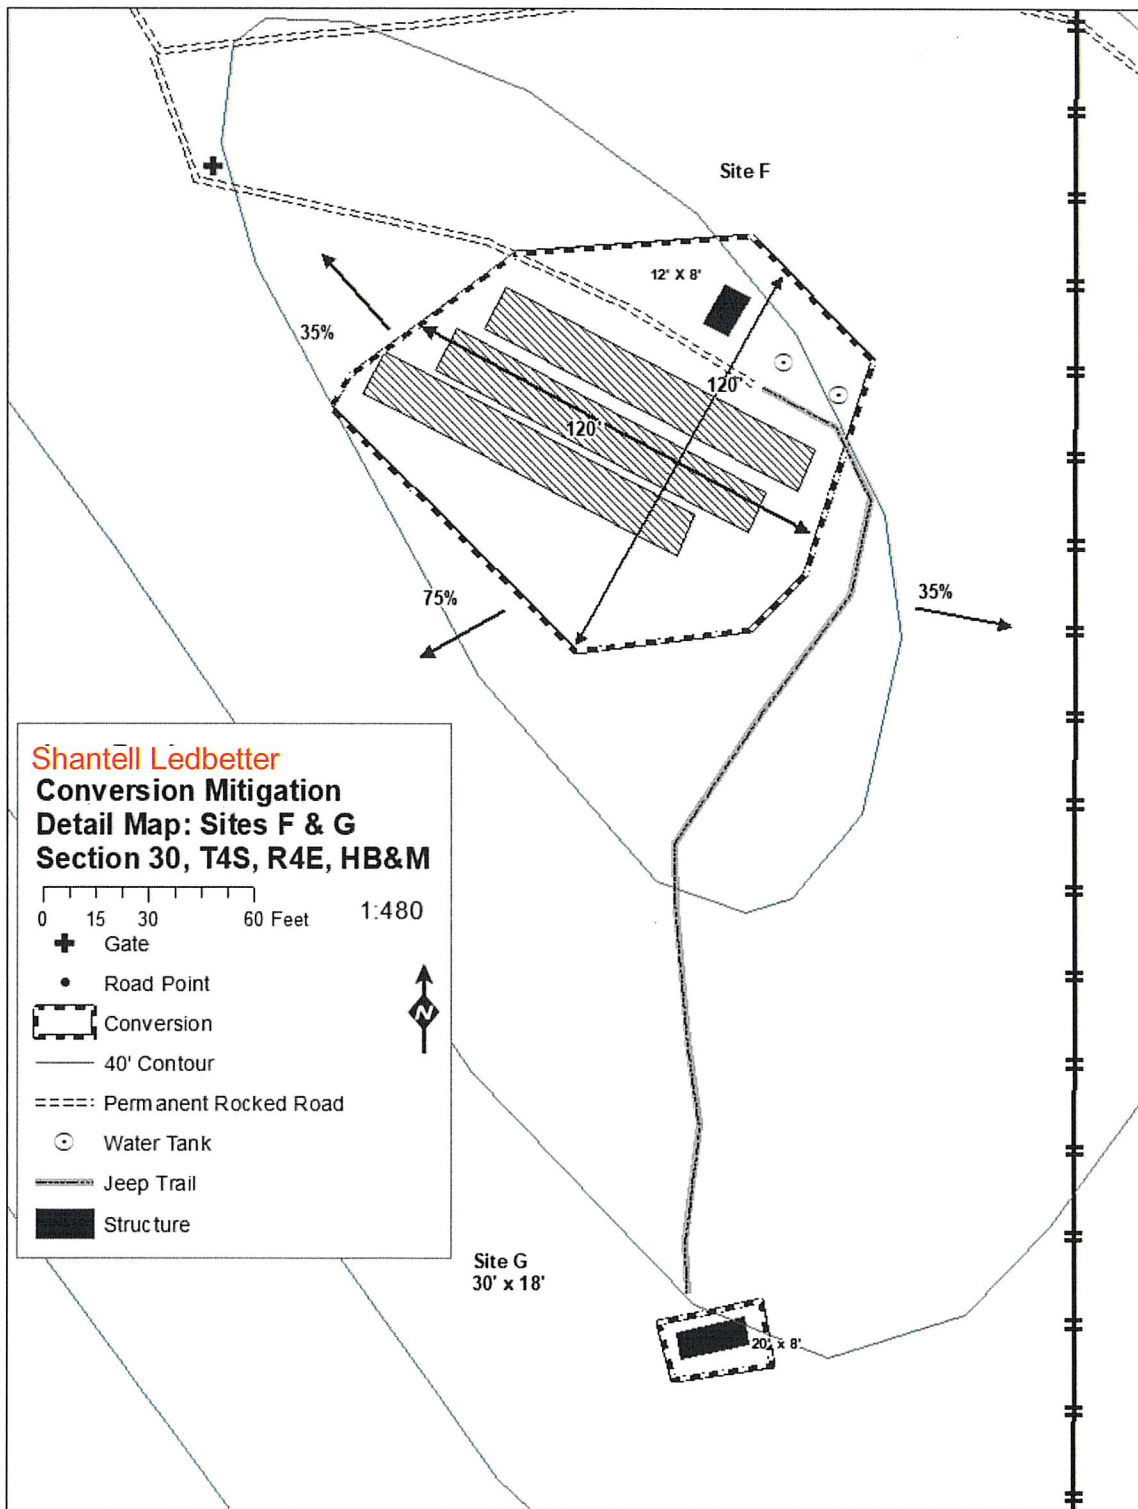 Site F
12' X 8'
35%
120'
120'
75%
35%
Shantell Ledbetter
Conversion Mitigation
Detail Map: Sites F & G
Section 30, T4S, R4E, HB&M
0 15 30 60 Feet 1:480
Gate
Road Point
Conversion
N
40' Contour
Permanent Rocked Road
Water Tank
Jeep Trail
Structure
Site G
30' x 18'
20' x 8'